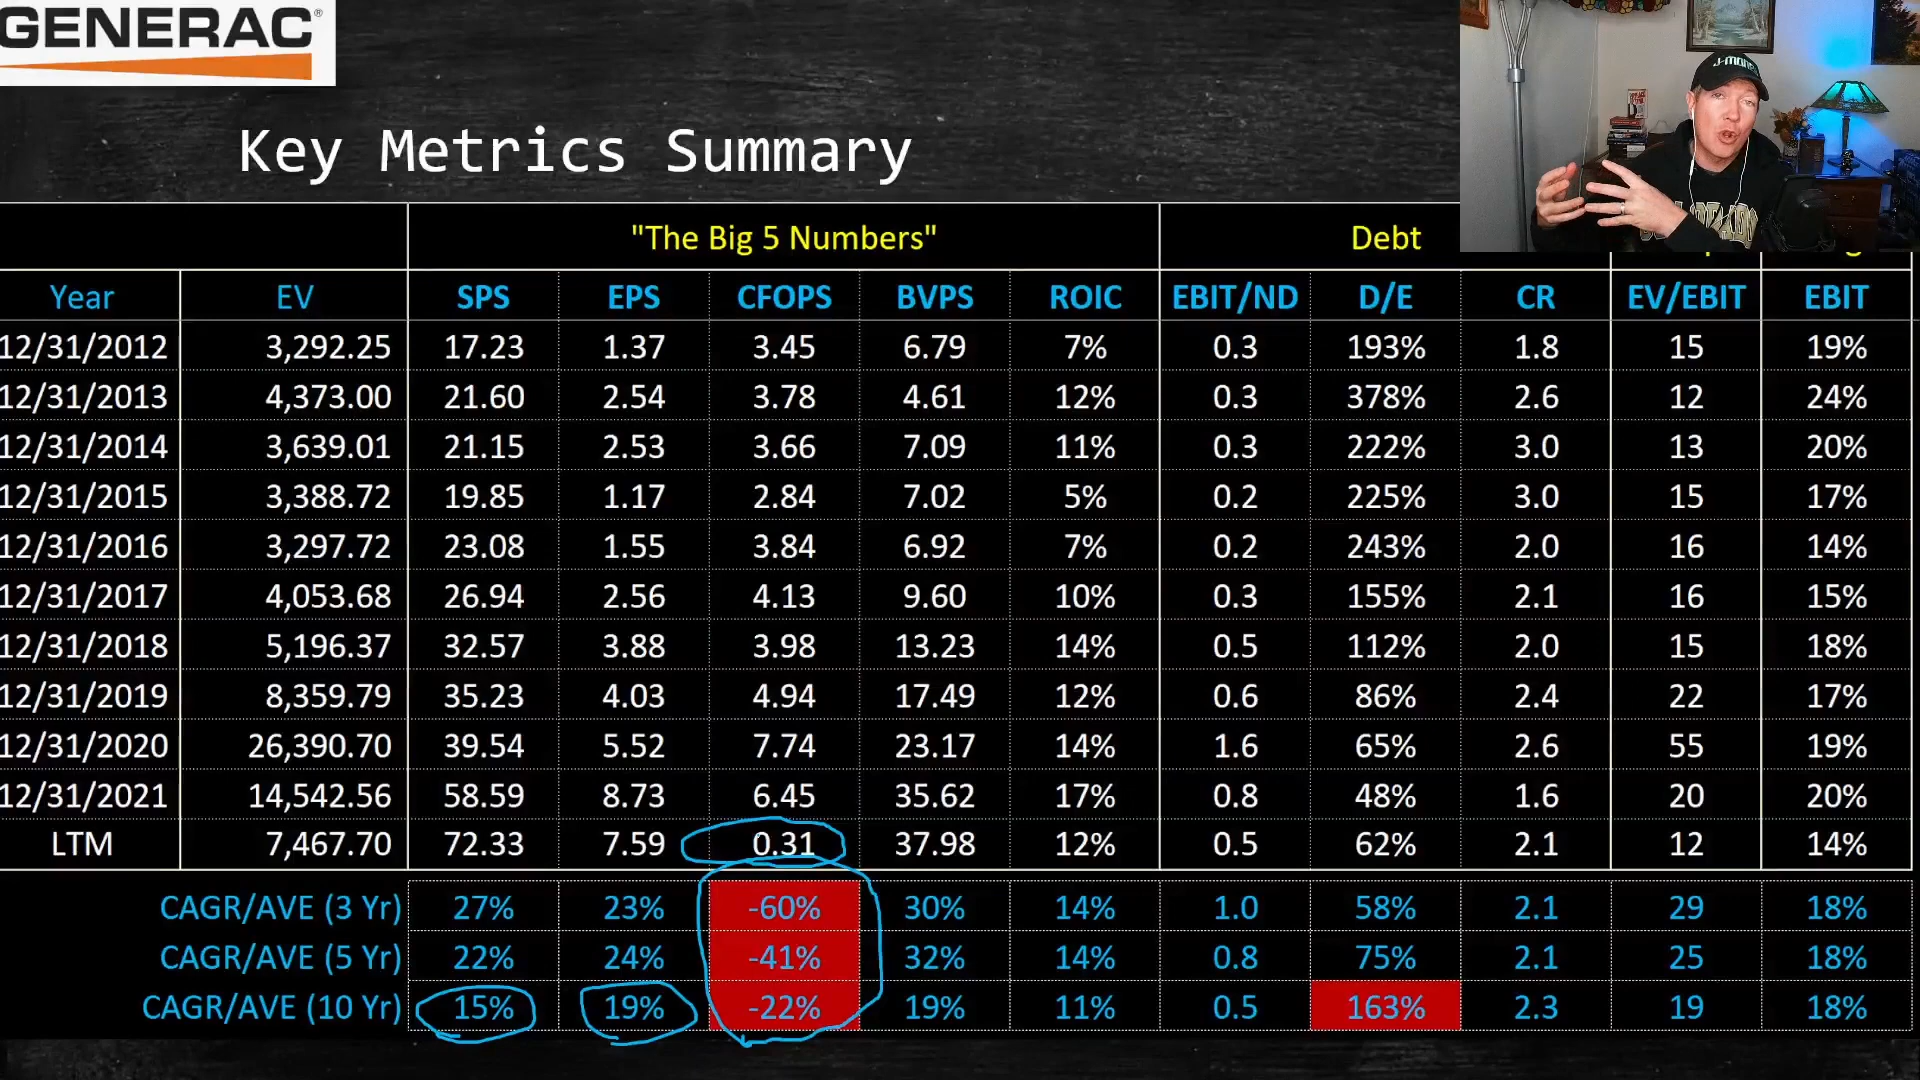 GENERAC®
Key Metrics Summary
"The Big 5 Numbers" Debt
Year EV SPS EPS CFOPS BVPS ROIC EBIT/ND D/E CR EV/EBIT EBIT
12/31/2012 3,292.25 17.23 1.37 3.45 6.79 7% 0.3 193% 1.8 15 19%
12/31/2013 4,373.00 21.60 2.54 3.78 4.61 12% 0.3 378% 2.6 12 24%
12/31/2014 3,639.01 21.15 2.53 3.66 7.09 11% 0.3 222% 3.0 13 20%
12/31/2015 3,388.72 19.85 1.17 2.84 7.02 5% 0.2 225% 3.0 15 17%
12/31/2016 3,297.72 23.08 1.55 3.84 6.92 7% 0.2 243% 2.0 16 14%
12/31/2017 4,053.68 26.94 2.56 4.13 9.60 10% 0.3 155% 2.1 16 15%
12/31/2018 5,196.37 32.57 3.88 3.98 13.23 14% 0.5 112% 2.0 15 18%
12/31/2019 8,359.79 35.23 4.03 4.94 17.49 12% 0.6 86% 2.4 22 17%
12/31/2020 26,390.70 39.54 5.52 7.74 23.17 14% 1.6 65% 2.6 55 19%
12/31/2021 14,542.56 58.59 8.73 6.45 35.62 17% 0.8 48% 1.6 20 20%
LTM 7,467.70 72.33 7.59 0.31 37.98 12% 0.5 62% 2.1 12 14%
CAGR/AVE (3 Yr) 27% 23% -60% 30% 14% 1.0 58% 2.1 29 18%
CAGR/AVE (5 Yr) 22% 24% -41% 32% 14% 0.8 75% 2.1 25 18%
CAGR/AVE (10 Yr) 15% 19% -22% 19% 11% 0.5 163% 2.3 19 18%